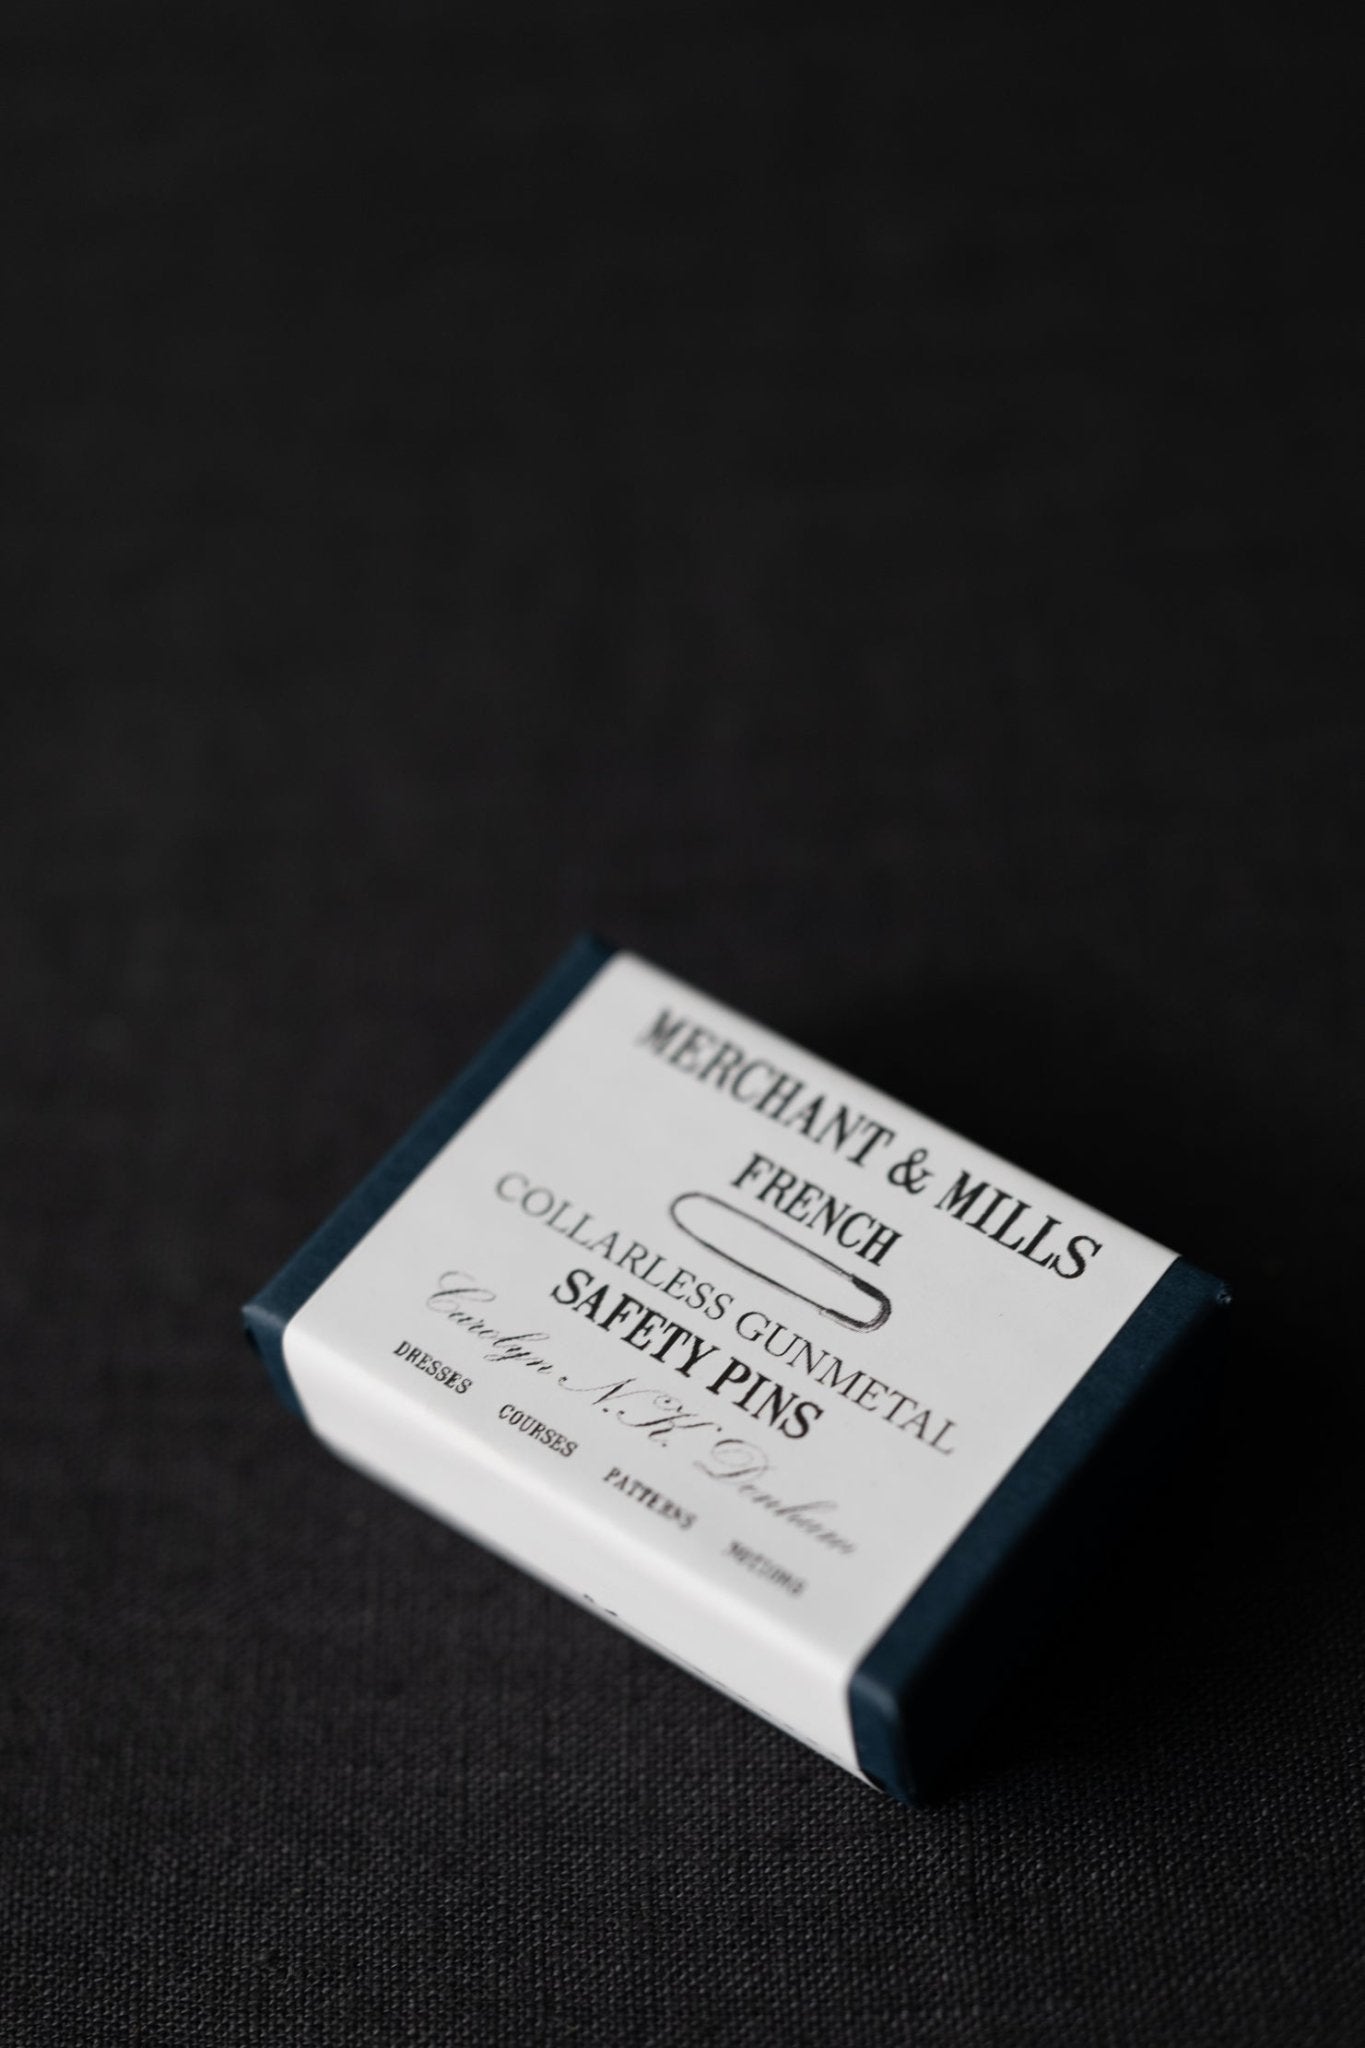 MERCHANT & MILLS
FRENCH
COLLARLESS GUNMETAL
SAFETY PINS
Carolyn N.K. Denham
DRESSES COURSES PATTERNS NOTIONS